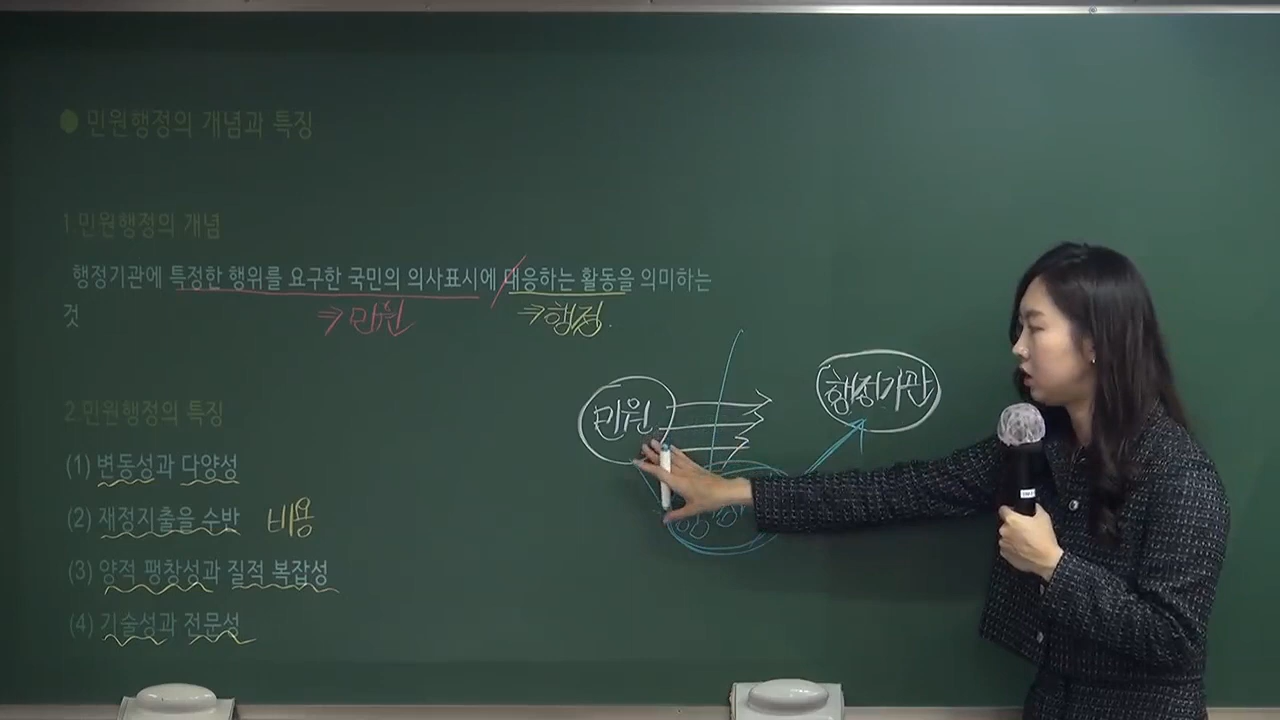 ● 민원행정의 개념과 특징
1.민원행정의 개념
행정기관에 특정한 행위를 요구한 국민의 의사표시에 대응하는 활동을 의미하는
것
⇒ 민원
⇒ 행정.
민원
행정기관
2.민원행정의 특징
(1) 변동성과 다양성
(2) 재정지출을 수반 비용
(3) 양적 팽창성과 질적 복잡성
(4) 기술성과 전문성